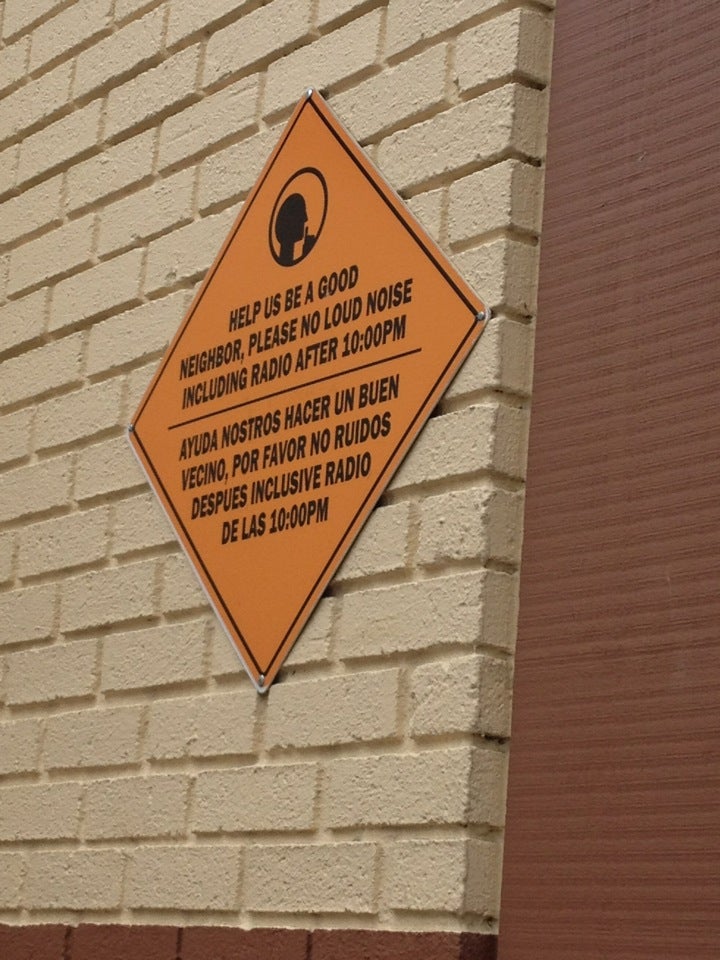 HELP US BE A GOOD
NEIGHBOR, PLEASE NO LOUD NOISE
INCLUDING RADIO AFTER 10:00PM
AYUDA NOSTROS HACER UN BUEN
VECINO, POR FAVOR NO RUIDOS
DESPUES INCLUSIVE RADIO
DE LAS 10:00PM